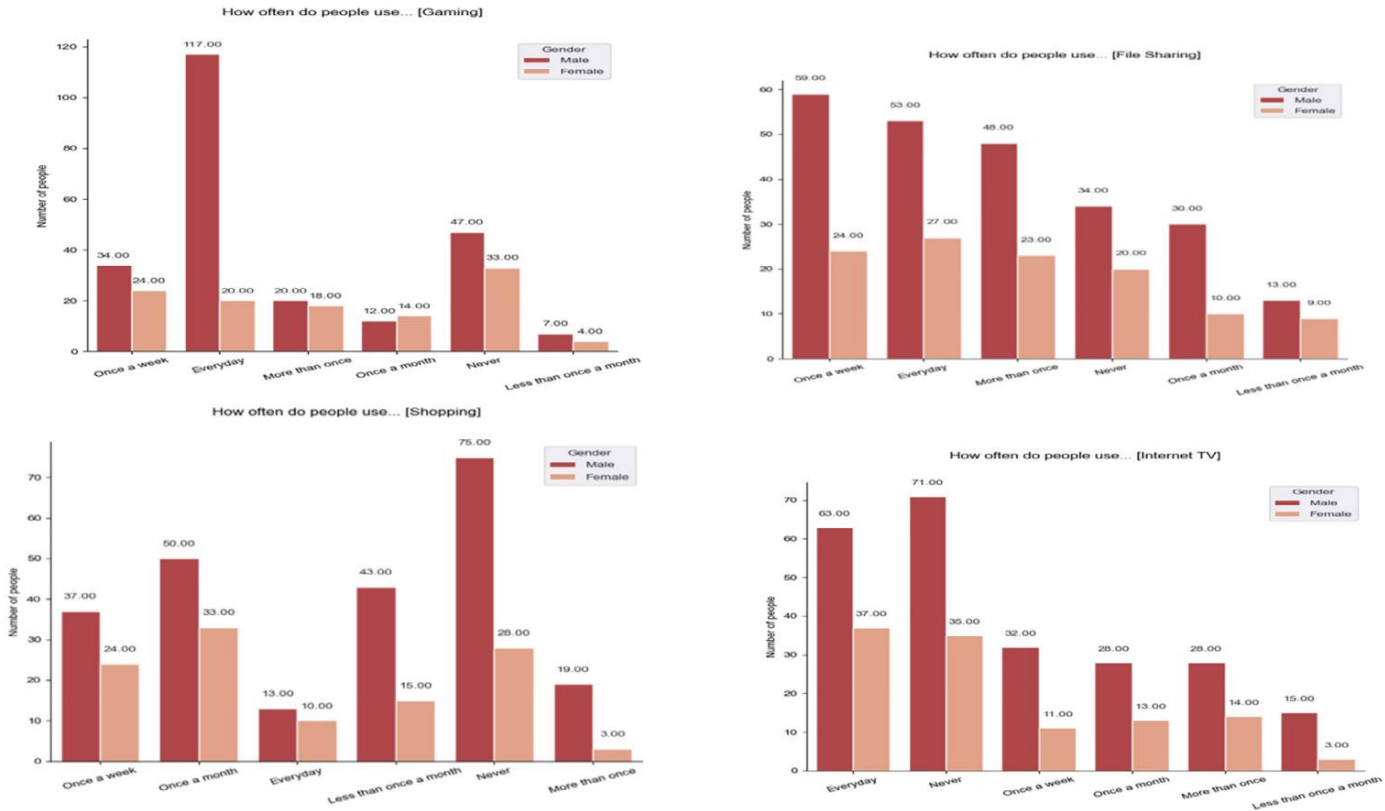 How often do people use... [Gaming]
120
100
80
60
40
20
0
Number of people
117.00
34.00
24.00
20.00
20.00
18.00
12.00
14.00
47.00
33.00
7.00
4.00
Gender
Male
Female
Once a week
Everyday
More than once
Once a month
Never
Less than once a month
How often do people use... [File Sharing]
60
50
40
30
20
10
0
Number of people
59.00
24.00
53.00
27.00
48.00
23.00
34.00
20.00
30.00
10.00
13.00
9.00
Gender
Male
Female
Once a week
Everyday
More than once
Never
Once a month
Less than once a month
How often do people use... [Shopping]
70
60
50
40
30
20
10
0
Number of people
37.00
24.00
50.00
33.00
13.00
10.00
43.00
15.00
75.00
28.00
19.00
3.00
Gender
Male
Female
Once a week
Once a month
Everyday
Less than once a month
Never
More than once
How often do people use... [Internet TV]
70
60
50
40
30
20
10
0
Number of people
63.00
37.00
71.00
35.00
32.00
11.00
28.00
13.00
28.00
14.00
15.00
3.00
Gender
Male
Female
Everyday
Never
Once a week
Once a month
More than once
Less than once a month